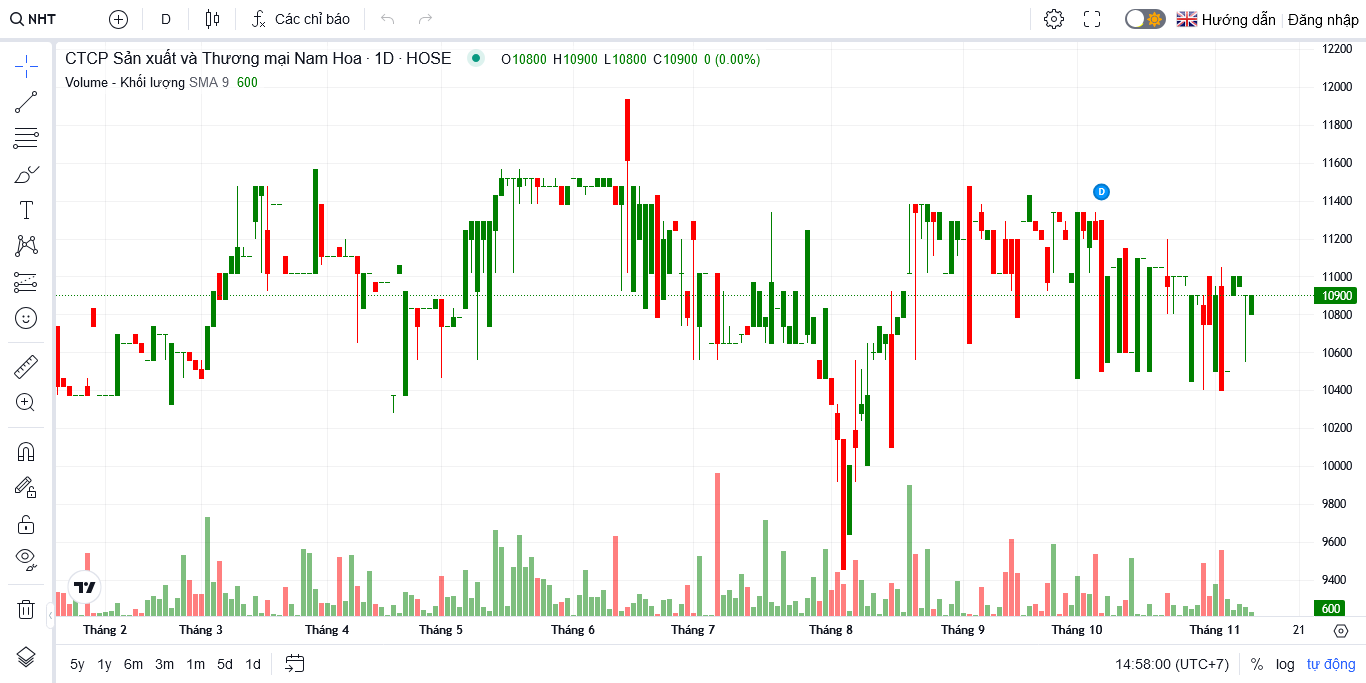 NHT D Các chỉ báo Hướng dẫn Đăng nhập
CTCP Sản xuất và Thương mại Nam Hoa · 1D · HOSE O10800 H10900 L10800 C10900 0 (0.00%)
Volume - Khối lượng SMA 9 600
12200
12000
11800
11600
11400
D
11200
11000
10900
10800
10600
10400
10200
10000
9800
9600
9400
600
Tháng 2 Tháng 3 Tháng 4 Tháng 5 Tháng 6 Tháng 7 Tháng 8 Tháng 9 Tháng 10 Tháng 11 21
5y 1y 6m 3m 1m 5d 1d 14:58:00 (UTC+7) % log tự động